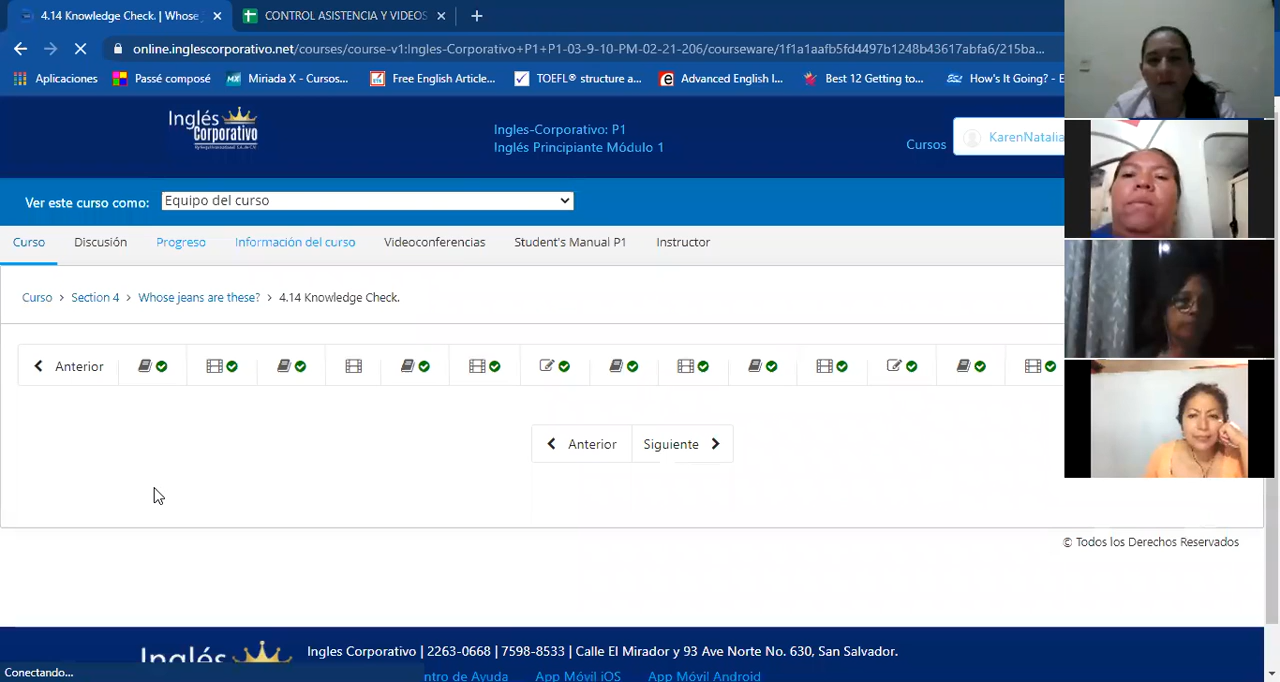 4.14 Knowledge Check. | Whose
CONTROL ASISTENCIA Y VIDEOS
online.inglescorporativo.net/courses/course-v1:Ingles-Corporativo+P1+P1-03-9-10-PM-02-21-206/courseware/1f1a1aafb5fd4497b1248b43617abfa6/215ba...
Aplicaciones
Passé composé
Miriada X - Cursos...
Free English Article...
TOEFL® structure a...
Advanced English I...
Best 12 Getting to...
How's It Going? - E
Inglés
Corporativo
Ingles-Corporativo: P1
Inglés Principiante Módulo 1
Cursos
KarenNatalia
Ver este curso como:
Equipo del curso
Curso
Discusión
Progreso
Información del curso
Videoconferencias
Student's Manual P1
Instructor
Curso > Section 4 > Whose jeans are these? > 4.14 Knowledge Check.
Anterior
Anterior
Siguiente
© Todos los Derechos Reservados
Inglés
Ingles Corporativo | 2263-0668 | 7598-8533 | Calle El Mirador y 93 Ave Norte No. 630, San Salvador.
Conectando...
ntro de Ayuda
App Móvil iOS
App Móvil Android